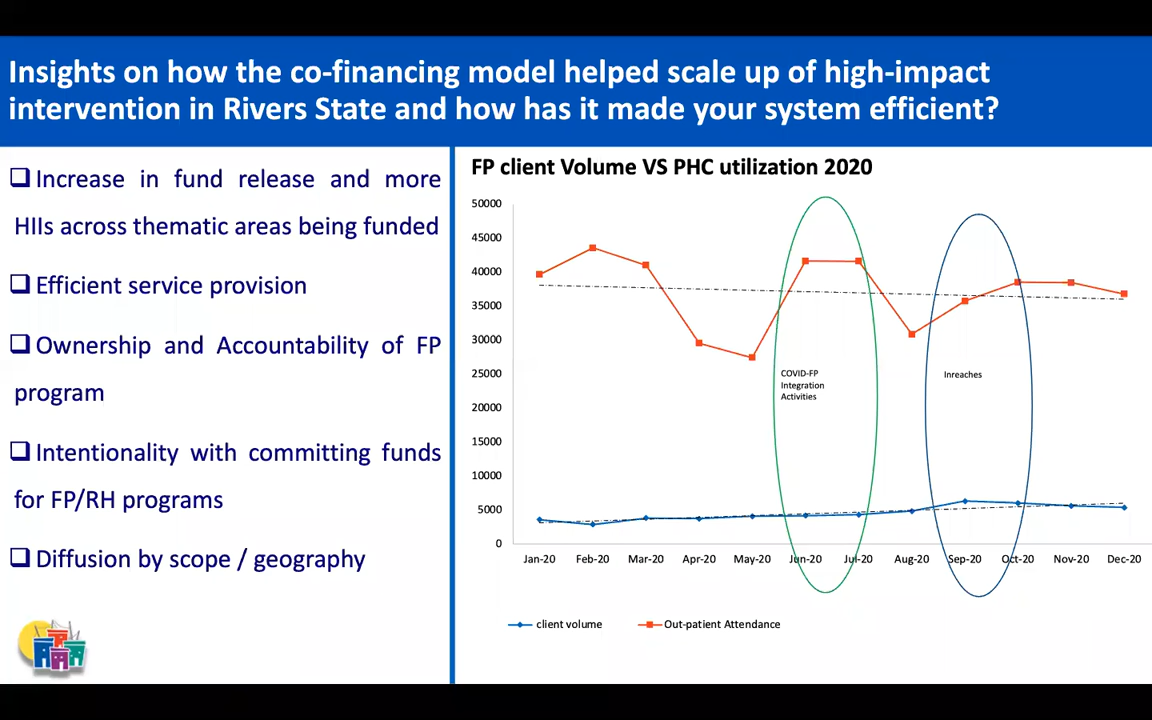 Insights on how the co-financing model helped scale up of high-impact
intervention in Rivers State and how has it made your system efficient?
Increase in fund release and more
HIIs across thematic areas being funded
Efficient service provision
Ownership and Accountability of FP
program
Intentionality with committing funds
for FP/RH programs
Diffusion by scope / geography
FP client Volume VS PHC utilization 2020
50000
45000
40000
35000
30000
25000
20000
15000
10000
5000
0
COVID-FP
Integration
Activities
Inreaches
Jan-20 Feb-20 Mar-20 Apr-20 May-20 Jun-20 Jul-20 Aug-20 Sep-20 Oct-20 Nov-20 Dec-20
client volume Out-patient Attendance